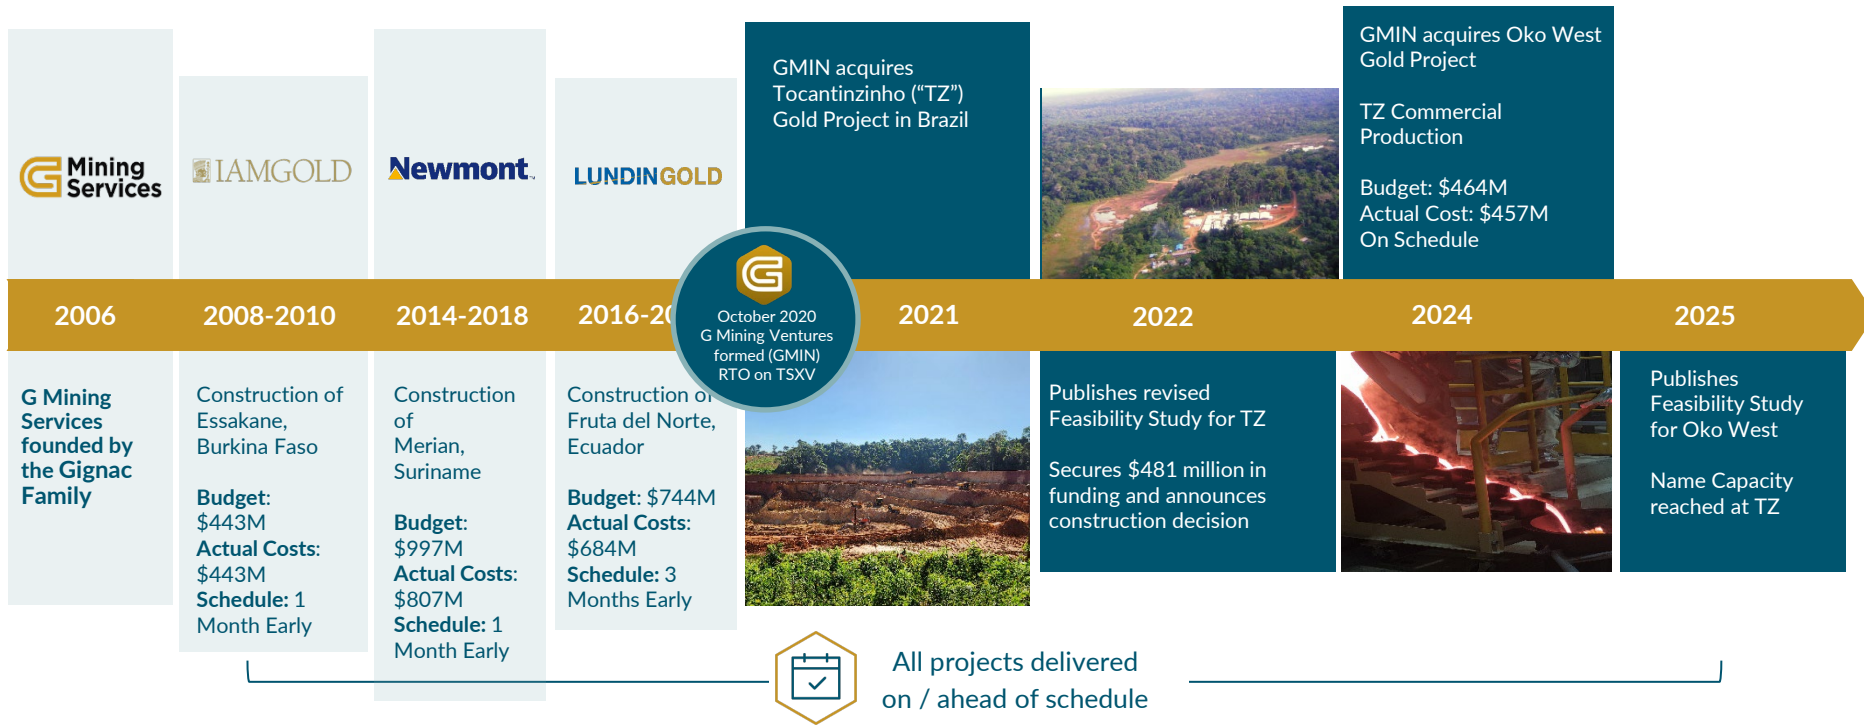 G Mining
Services
IAMGOLD
Newmont
LUNDINGOLD
GMIN acquires
Tocantinzinho (“TZ”)
Gold Project in Brazil
GMIN acquires Oko West
Gold Project
TZ Commercial
Production
Budget: $464M
Actual Cost: $457M
On Schedule
2006
2008-2010
2014-2018
October 2020
G Mining Ventures
formed (GMIN)
RTO on TSXV
2021
2022
2024
2025
G Mining
Services
founded by
the Gignac
Family
Construction of
Essakane,
Burkina Faso
Budget:
$443M
Actual Costs:
$443M
Schedule: 1
Month Early
Construction
of
Merian,
Suriname
Budget:
$997M
Actual Costs:
$807M
Schedule: 1
Month Early
Construction of
Fruta del Norte,
Ecuador
Budget: $744M
Actual Costs:
$684M
Schedule: 3
Months Early
Publishes revised
Feasibility Study for TZ
Secures $481 million in
funding and announces
construction decision
Publishes
Feasibility Study
for Oko West
Name Capacity
reached at TZ
All projects delivered
on / ahead of schedule